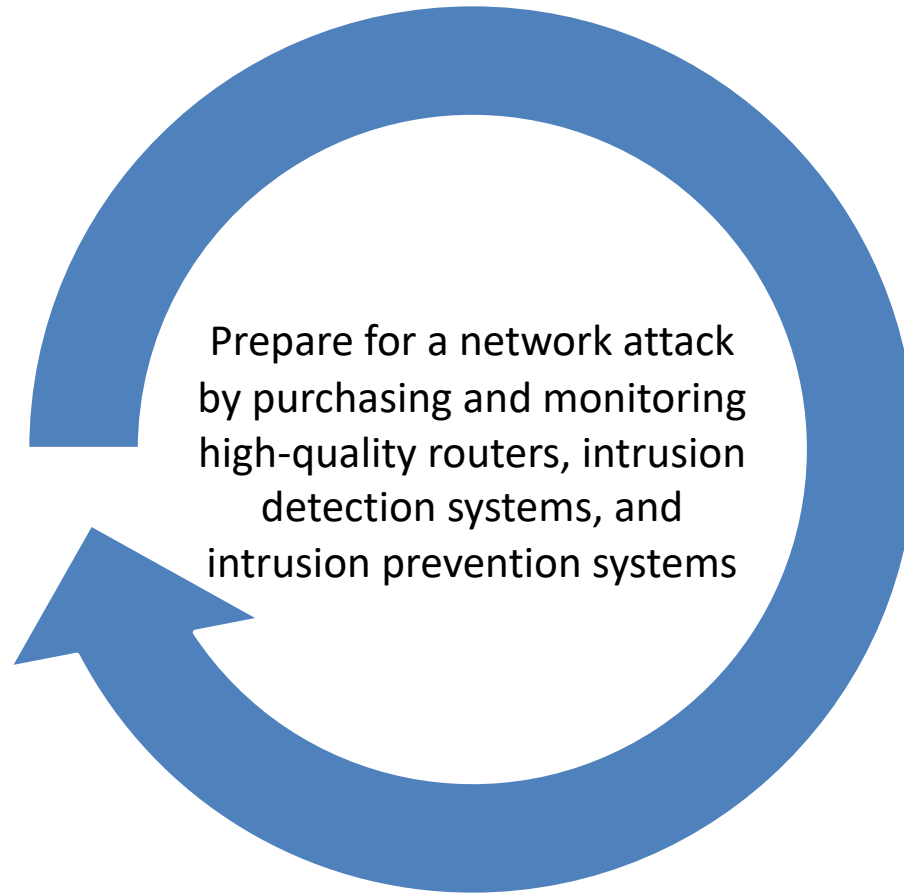 Prepare for a network attack
by purchasing and monitoring
high-quality routers, intrusion
detection systems, and
intrusion prevention systems